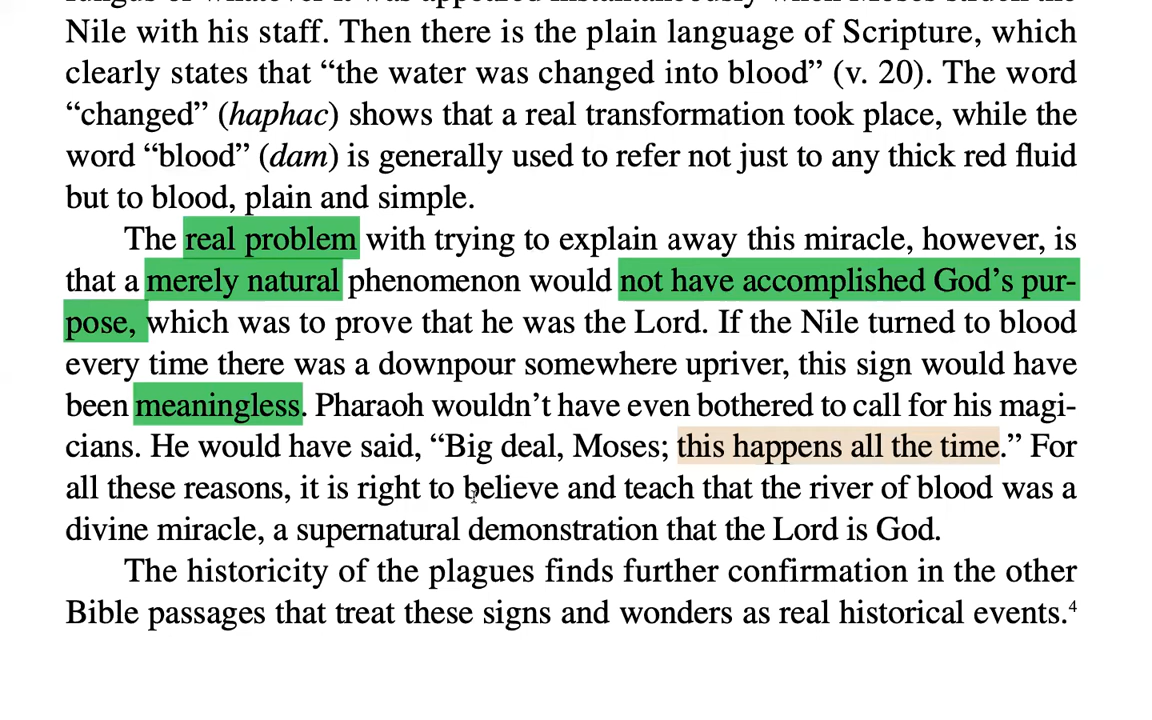 Nile with his staff. Then there is the plain language of Scripture, which
clearly states that “the water was changed into blood” (v. 20). The word
“changed” (haphac) shows that a real transformation took place, while the
word “blood” (dam) is generally used to refer not just to any thick red fluid
but to blood, plain and simple.
The real problem with trying to explain away this miracle, however, is
that a merely natural phenomenon would not have accomplished God’s pur-
pose, which was to prove that he was the Lord. If the Nile turned to blood
every time there was a downpour somewhere upriver, this sign would have
been meaningless. Pharaoh wouldn’t have even bothered to call for his magi-
cians. He would have said, “Big deal, Moses; this happens all the time.” For
all these reasons, it is right to believe and teach that the river of blood was a
divine miracle, a supernatural demonstration that the Lord is God.
The historicity of the plagues finds further confirmation in the other
Bible passages that treat these signs and wonders as real historical events.4